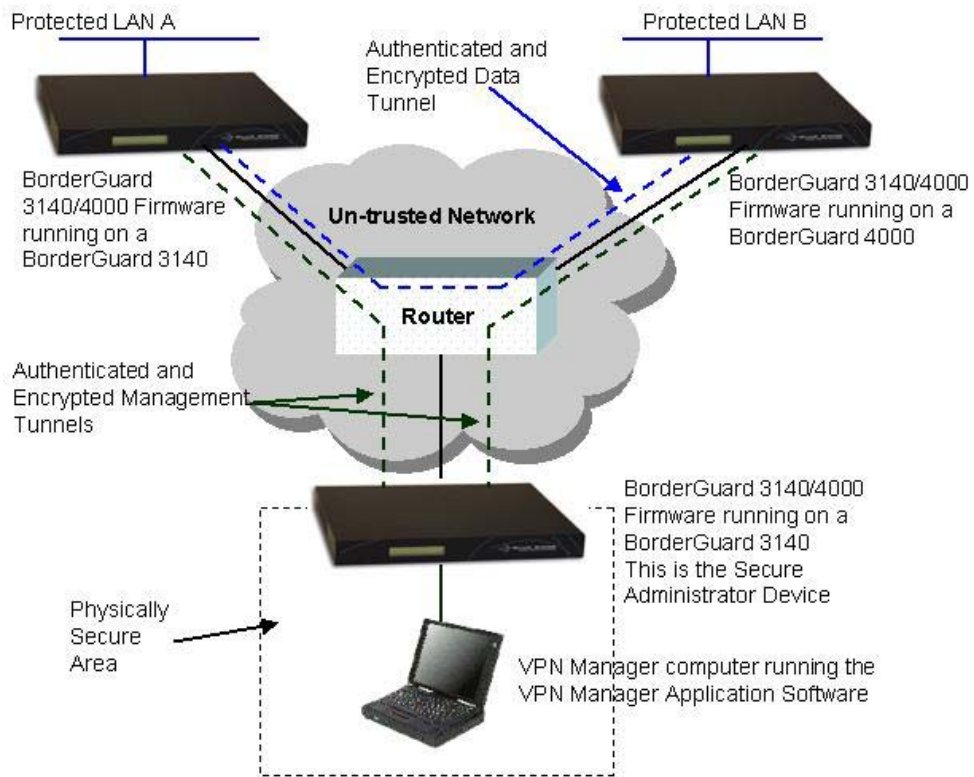 Protected LAN A
Protected LAN B
Authenticated and
Encrypted Data
Tunnel
BorderGuard
3140/4000 Firmware
running on a
BorderGuard 3140
Un-trusted Network
BorderGuard 3140/4000
Firmware running on a
BorderGuard 4000
Router
Authenticated and
Encrypted Management
Tunnels
BorderGuard 3140/4000
Firmware running on a
BorderGuard 3140
This is the Secure
Administrator Device
Physically
Secure
Area
VPN Manager computer running the
VPN Manager Application Software